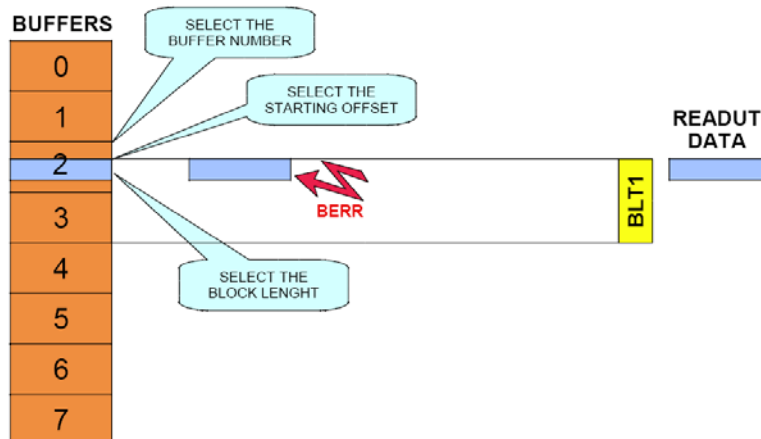 BUFFERS
0
1
2
3
4
5
6
7
SELECT THE
BUFFER NUMBER
SELECT THE
STARTING OFFSET
BERR
SELECT THE
BLOCK LENGHT
BLT1
READUT
DATA